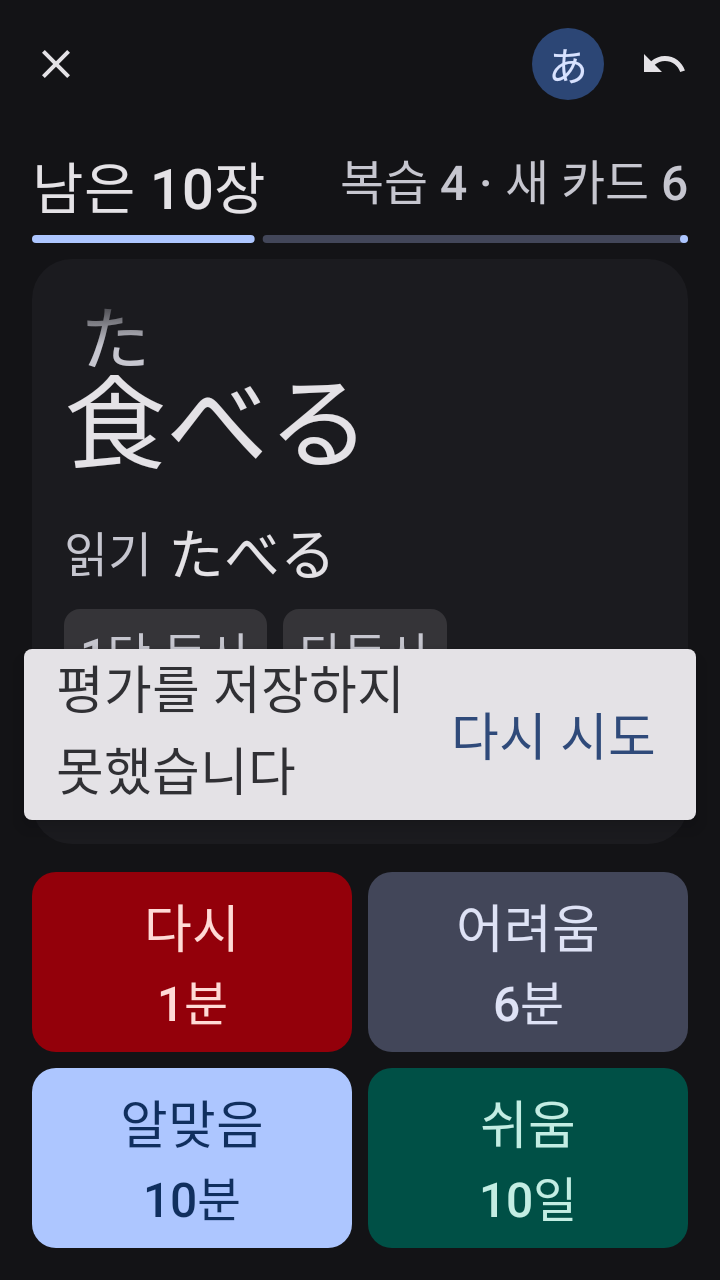 あ
남은 10장
복습 4 · 새 카드 6
た
食べる
읽기 たべる
평가를 저장하지
못했습니다
다시 시도
다시
1분
어려움
6분
알맞음
10분
쉬움
10일